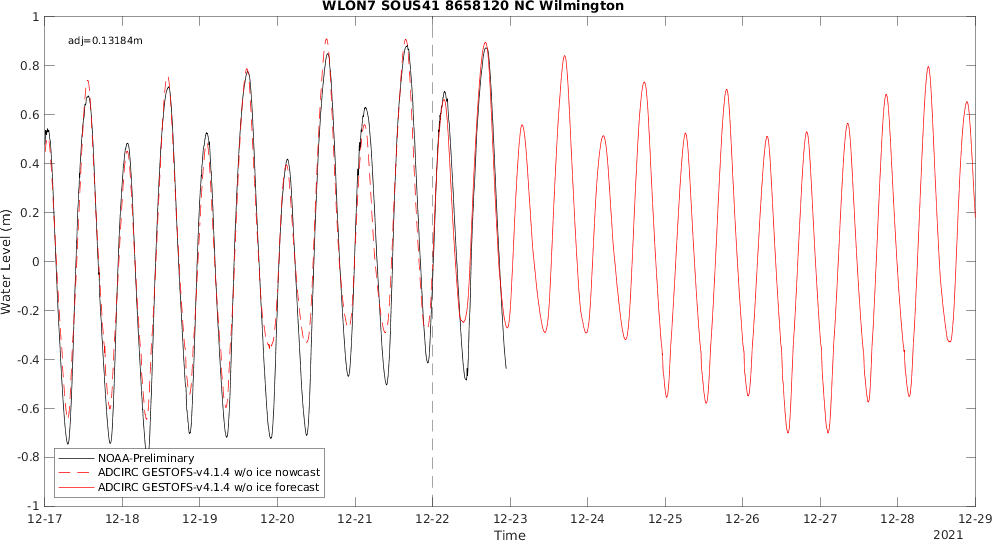 WLON7 SOUS41 8658120 NC Wilmington
adj=0.13184m
1
0.8
0.6
0.4
0.2
0
-0.2
-0.4
-0.6
-0.8
-1
Water Level (m)
NOAA-Preliminary
ADCIRC GESTOFS-v4.1.4 w/o ice nowcast
ADCIRC GESTOFS-v4.1.4 w/o ice forecast
12-17 12-18 12-19 12-20 12-21 12-22 12-23 12-24 12-25 12-26 12-27 12-28 12-29
Time
2021